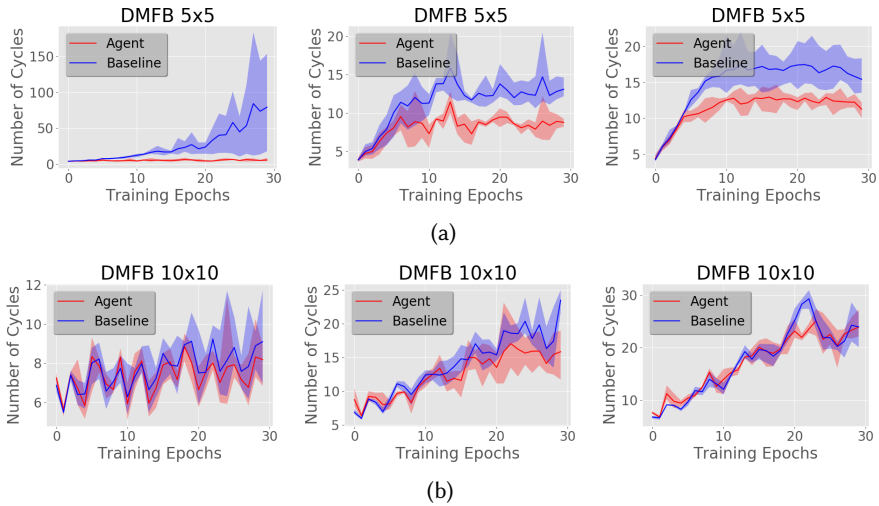 DMFB 5x5
Number of Cycles
150
100
50
0
Agent
Baseline
0 10 20 30
Training Epochs
DMFB 5x5
Number of Cycles
20
15
10
5
Agent
Baseline
0 10 20 30
Training Epochs
DMFB 5x5
Number of Cycles
20
15
10
5
Agent
Baseline
0 10 20 30
Training Epochs
(a)
DMFB 10x10
Number of Cycles
12
10
8
6
Agent
Baseline
0 10 20 30
Training Epochs
DMFB 10x10
Number of Cycles
25
20
15
10
5
Agent
Baseline
0 10 20 30
Training Epochs
DMFB 10x10
Number of Cycles
30
20
10
Agent
Baseline
0 10 20 30
Training Epochs
(b)